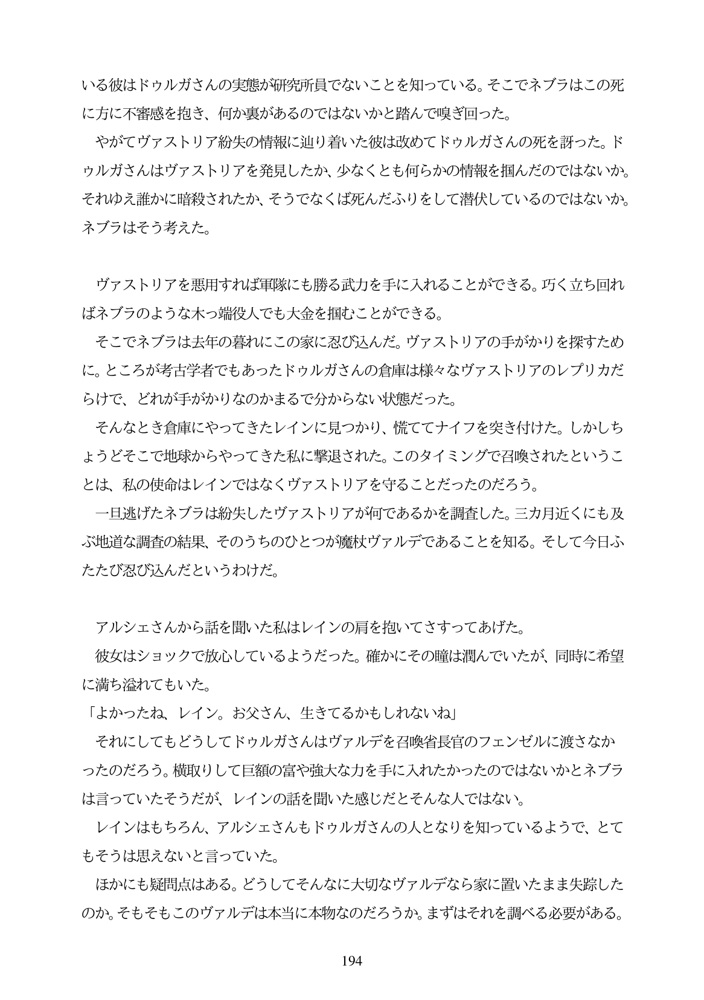 いる彼はドゥルガさんの実態が研究所員でないことを知っている。そこでネブラはこの死
に方に不審感を抱き、何か裏があるのではないかと踏んで嗅ぎ回った。
　やがてヴァストリア紛失の情報に辿り着いた彼は改めてドゥルガさんの死を訝った。ド
ゥルガさんはヴァストリアを発見したか、少なくとも何らかの情報を掴んだのではないか。
それゆえ誰かに暗殺されたか、そうでなくば死んだふりをして潜伏しているのではないか。
ネブラはそう考えた。

　ヴァストリアを悪用すれば軍隊にも勝る武力を手に入れることができる。巧く立ち回れ
ばネブラのような木っ端役人でも大金を掴むことができる。
　そこでネブラは去年の暮れにこの家に忍び込んだ。ヴァストリアの手がかりを探すため
に。ところが考古学者でもあったドゥルガさんの倉庫は様々なヴァストリアのレプリカだ
らけで、どれが手がかりなのかまるで分からない状態だった。
　そんなとき倉庫にやってきたレインに見つかり、慌ててナイフを突き付けた。しかしち
ょうどそこで地球からやってきた私に撃退された。このタイミングで召喚されたというこ
とは、私の使命はレインではなくヴァストリアを守ることだったのだろう。
　一旦逃げたネブラは紛失したヴァストリアが何であるかを調査した。三カ月近くにも及
ぶ地道な調査の結果、そのうちのひとつが魔杖ヴァルデであることを知る。そして今日ふ
たたび忍び込んだというわけだ。

　アルシェさんから話を聞いた私はレインの肩を抱いてさすってあげた。
　彼女はショックで放心しているようだった。確かにその瞳は潤んでいたが、同時に希望
に満ち溢れてもいた。
「よかったね、レイン。お父さん、生きてるかもしれないね」
　それにしてもどうしてドゥルガさんはヴァルデを召喚省長官のフェンゼルに渡さなか
ったのだろう。横取りして巨額の富や強大な力を手に入れたかったのではないかとネブラ
は言っていたそうだが、レインの話を聞いた感じだとそんな人ではない。
　レインはもちろん、アルシェさんもドゥルガさんの人となりを知っているようで、とて
もそうは思えないと言っていた。
　ほかにも疑問点はある。どうしてそんなに大切なヴァルデなら家に置いたまま失踪した
のか。そもそもこのヴァルデは本当に本物なのだろうか。まずはそれを調べる必要がある。

194